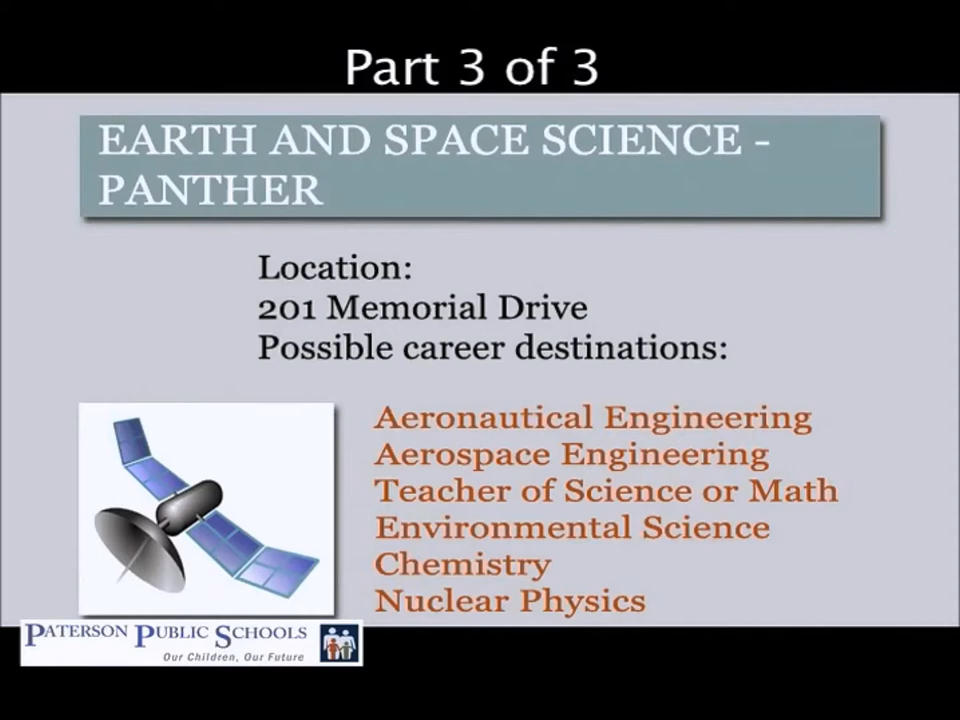 Part 3 of 3
EARTH AND SPACE SCIENCE -
PANTHER
Location:
201 Memorial Drive
Possible career destinations:
Aeronautical Engineering
Aerospace Engineering
Teacher of Science or Math
Environmental Science
Chemistry
Nuclear Physics
PATERSON PUBLIC SCHOOLS
Our Children, Our Future